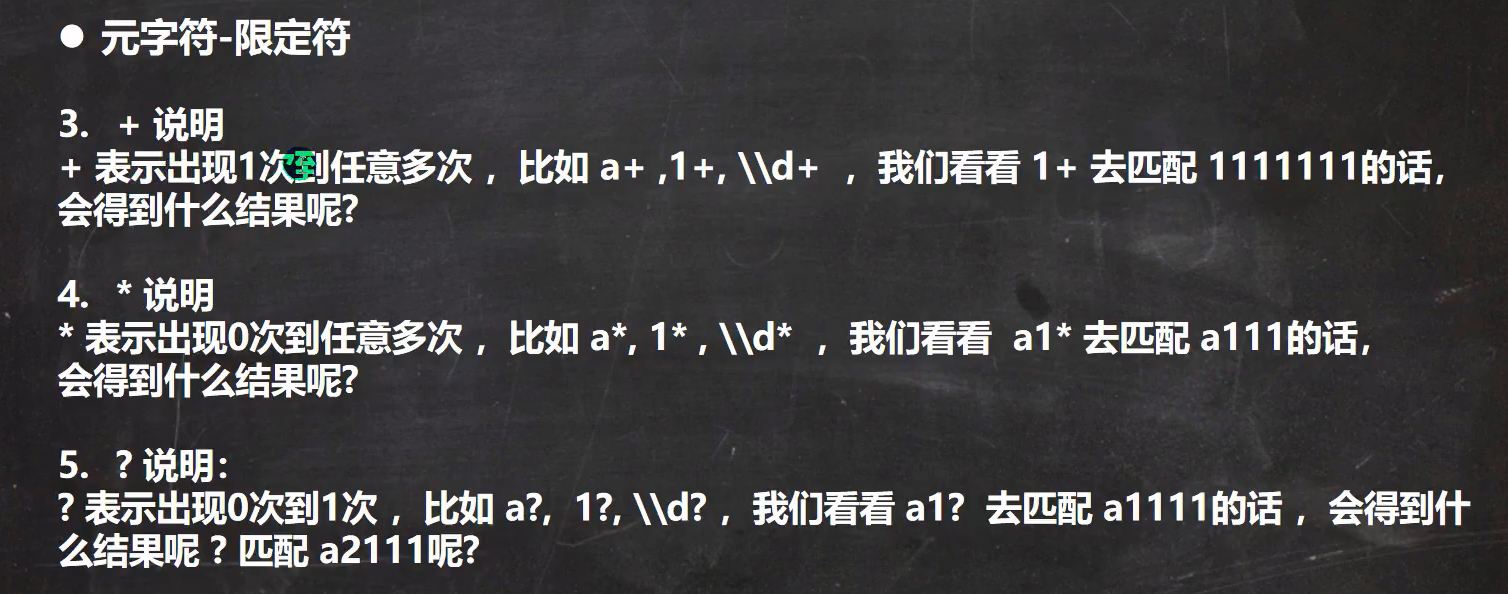 ● 元字符-限定符
3. + 说明
+ 表示出现1次到任意多次 ，比如 a+ ,1+, \\d+ ，我们看看 1+ 去匹配 1111111的话，
会得到什么结果呢?
4. * 说明
* 表示出现0次到任意多次 ，比如 a*, 1* , \\d* ，我们看看 a1* 去匹配 a111的话，
会得到什么结果呢?
5. ? 说明：
? 表示出现0次到1次 ，比如 a?, 1?, \\d? ，我们看看 a1? 去匹配 a1111的话 ，会得到什
么结果呢 ? 匹配 a2111呢?